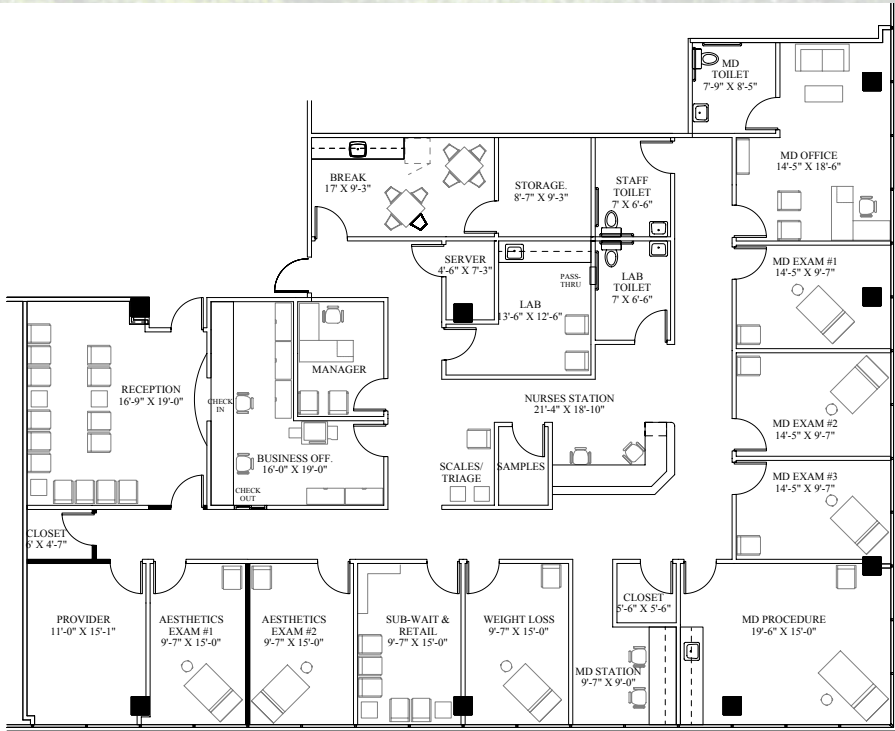 MD
TOILET
7'-9" X 8'-5"
MD OFFICE
14'-5" X 18'-6"
BREAK
17' X 9'-3"
STORAGE.
8'-7" X 9'-3"
STAFF
TOILET
7' X 6'-6"
SERVER
4'-6" X 7'-3"
PASS-
THRU
LAB
TOILET
7' X 6'-6"
LAB
13'-6" X 12'-6"
MD EXAM #1
14'-5" X 9'-7"
MANAGER
RECEPTION
16'-9" X 19'-0"
CHECK
IN
NURSES STATION
21'-4" X 18'-10"
MD EXAM #2
14'-5" X 9'-7"
BUSINESS OFF.
16'-0" X 19'-0"
CHECK
OUT
SCALES/
TRIAGE
SAMPLES
MD EXAM #3
14'-5" X 9'-7"
CLOSET
6' X 4'-7"
PROVIDER
11'-0" X 15'-1"
AESTHETICS
EXAM #1
9'-7" X 15'-0"
AESTHETICS
EXAM #2
9'-7" X 15'-0"
SUB-WAIT &
RETAIL
9'-7" X 15'-0"
WEIGHT LOSS
9'-7" X 15'-0"
CLOSET
5'-6" X 5'-6"
MD STATION
9'-7" X 9'-0"
MD PROCEDURE
19'-6" X 15'-0"